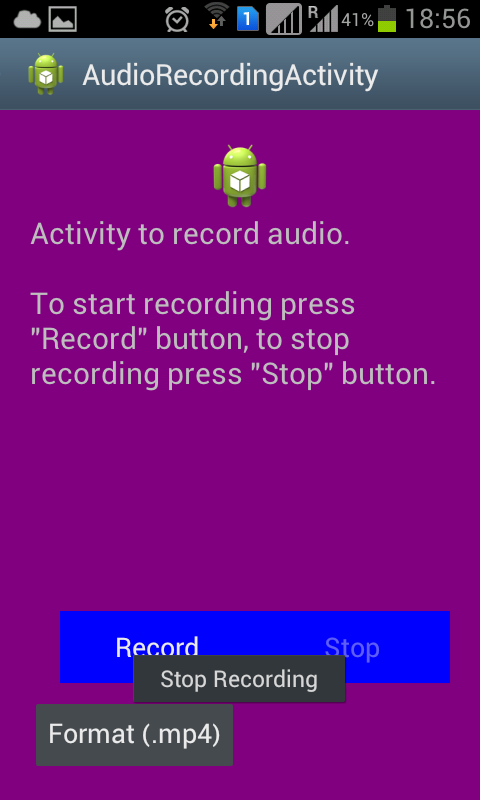 1 R 41% 18:56
AudioRecordingActivity
Activity to record audio.
To start recording press
"Record" button, to stop
recording press "Stop" button.
Record Stop
Stop Recording
Format (.mp4)